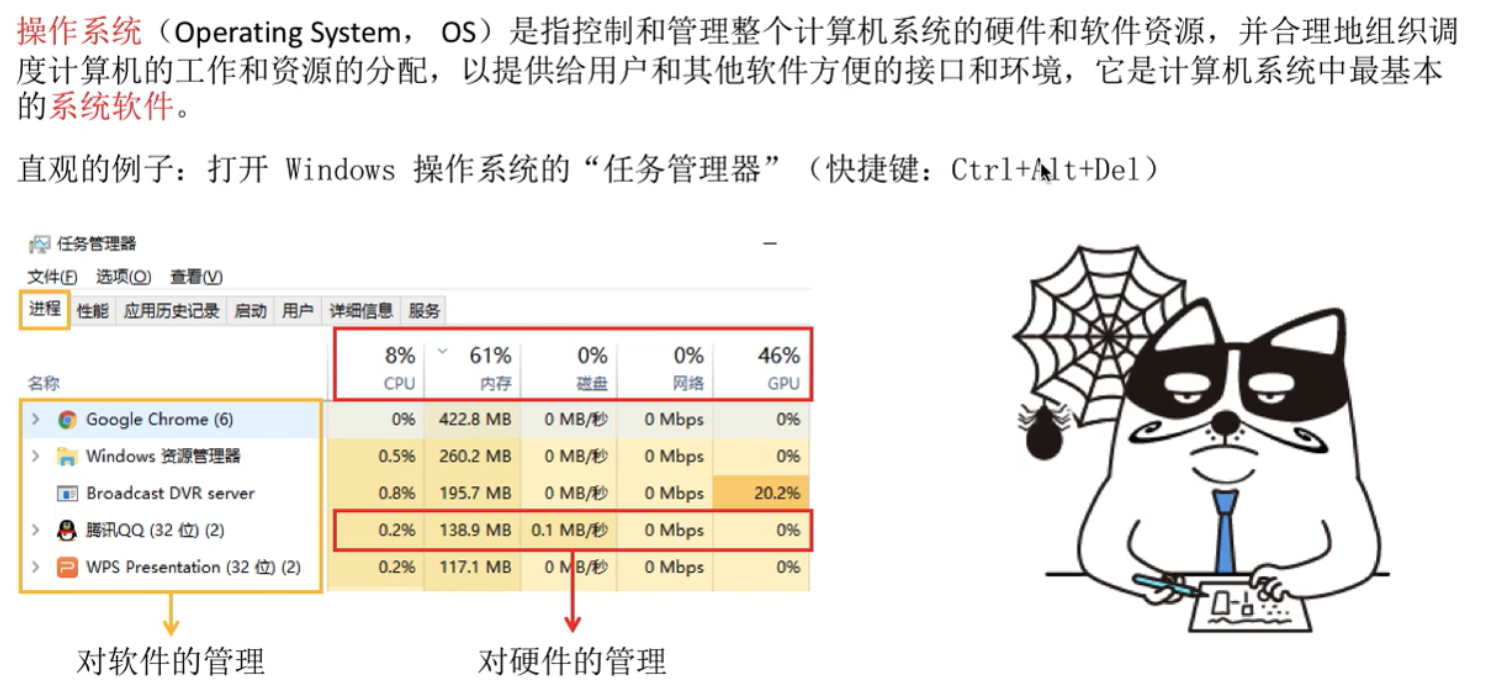 操作系统（Operating System， OS）是指控制和管理整个计算机系统的硬件和软件资源，并合理地组织调
度计算机的工作和资源的分配，以提供给用户和其他软件方便的接口和环境，它是计算机系统中最基本
的系统软件。
直观的例子：打开 Windows 操作系统的“任务管理器”（快捷键：Ctrl+Alt+Del）
任务管理器
文件(F) 选项(O) 查看(V)
进程 性能 应用历史记录 启动 用户 详细信息 服务
8% 61% 0% 0% 46%
名称 CPU 内存 磁盘 网络 GPU
Google Chrome (6) 0% 422.8 MB 0 MB/秒 0 Mbps 0%
Windows 资源管理器 0.5% 260.2 MB 0 MB/秒 0 Mbps 0%
Broadcast DVR server 0.8% 195.7 MB 0 MB/秒 0 Mbps 20.2%
腾讯QQ (32 位) (2) 0.2% 138.9 MB 0.1 MB/秒 0 Mbps 0%
WPS Presentation (32 位) (2) 0.2% 117.1 MB 0 MB/秒 0 Mbps 0%
对软件的管理 对硬件的管理